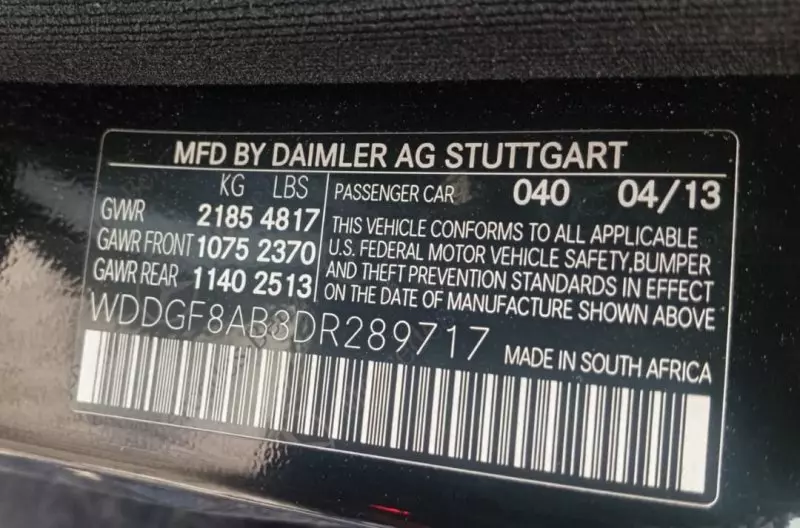 MFD BY DAIMLER AG STUTTGART
KG LBS
GVWR 2185 4817
GAWR FRONT 1075 2370
GAWR REAR 1140 2513
PASSENGER CAR 040 04/13
THIS VEHICLE CONFORMS TO ALL APPLICABLE
U.S. FEDERAL MOTOR VEHICLE SAFETY,BUMPER
AND THEFT PREVENTION STANDARDS IN EFFECT
ON THE DATE OF MANUFACTURE SHOWN ABOVE
WDDGF8AB3DR289717
MADE IN SOUTH AFRICA